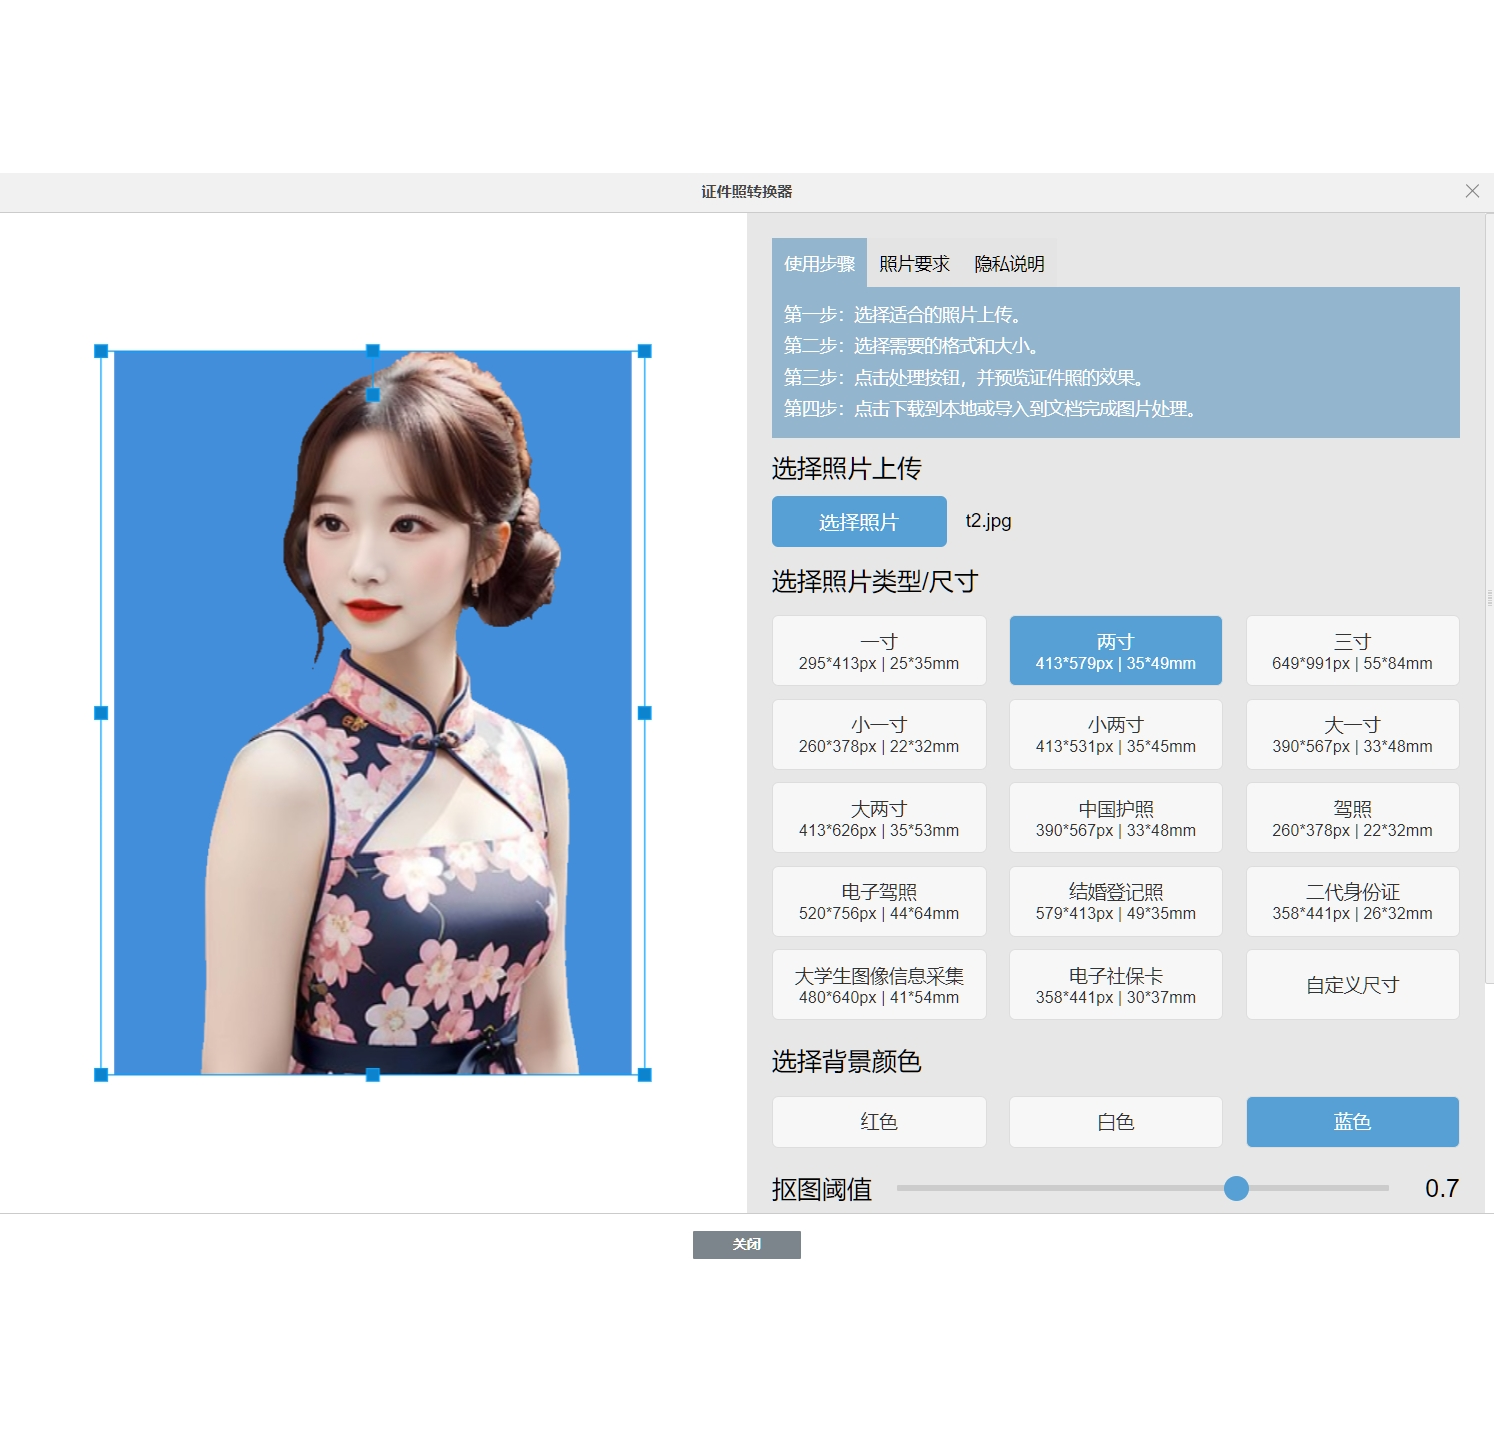 证件照转换器
使用步骤 照片要求 隐私说明
第一步：选择适合的照片上传。
第二步：选择需要的格式和大小。
第三步：点击处理按钮，并预览证件照的效果。
第四步：点击下载到本地或导入到文档完成图片处理。
选择照片上传
选择照片 t2.jpg
选择照片类型/尺寸
一寸
295*413px | 25*35mm
两寸
413*579px | 35*49mm
三寸
649*991px | 55*84mm
小一寸
260*378px | 22*32mm
小两寸
413*531px | 35*45mm
大一寸
390*567px | 33*48mm
大两寸
413*626px | 35*53mm
中国护照
390*567px | 33*48mm
驾照
260*378px | 22*32mm
电子驾照
520*756px | 44*64mm
结婚登记照
579*413px | 49*35mm
二代身份证
358*441px | 26*32mm
大学生图像信息采集
480*640px | 41*54mm
电子社保卡
358*441px | 30*37mm
自定义尺寸
选择背景颜色
红色 白色 蓝色
抠图阈值 0.7
关闭